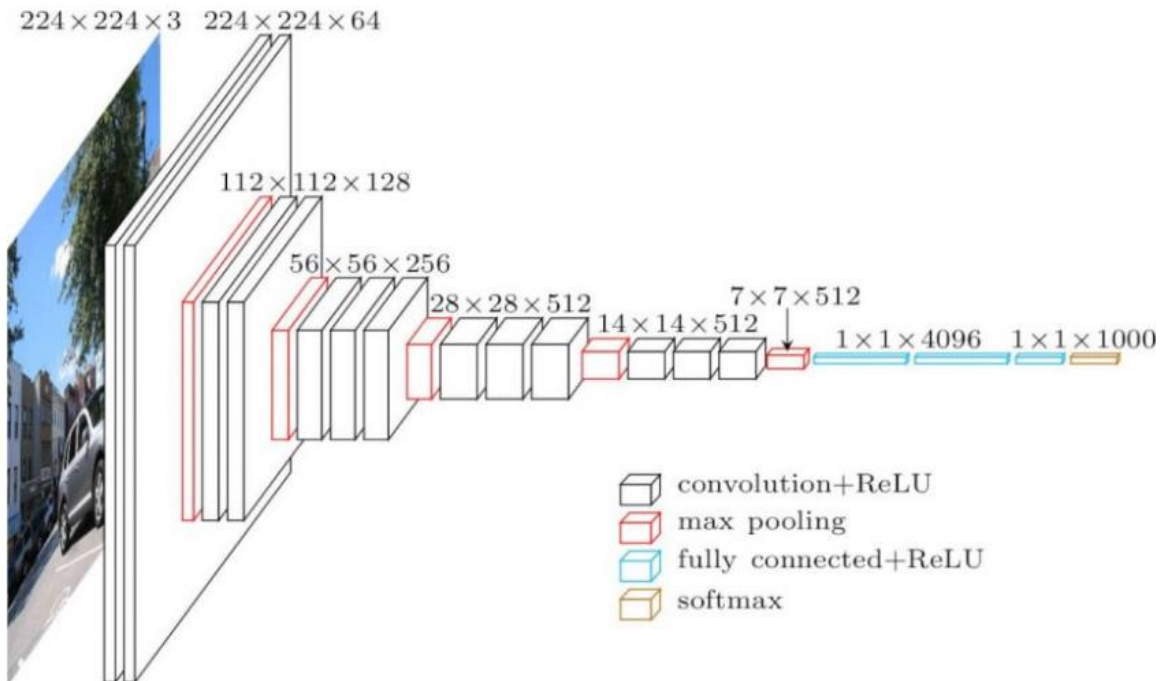 224 × 224 × 3
224 × 224 × 64
112 × 112 × 128
56 × 56 × 256
28 × 28 × 512
14 × 14 × 512
7 × 7 × 512
1 × 1 × 4096
1 × 1 × 1000
convolution+ReLU
max pooling
fully connected+ReLU
softmax